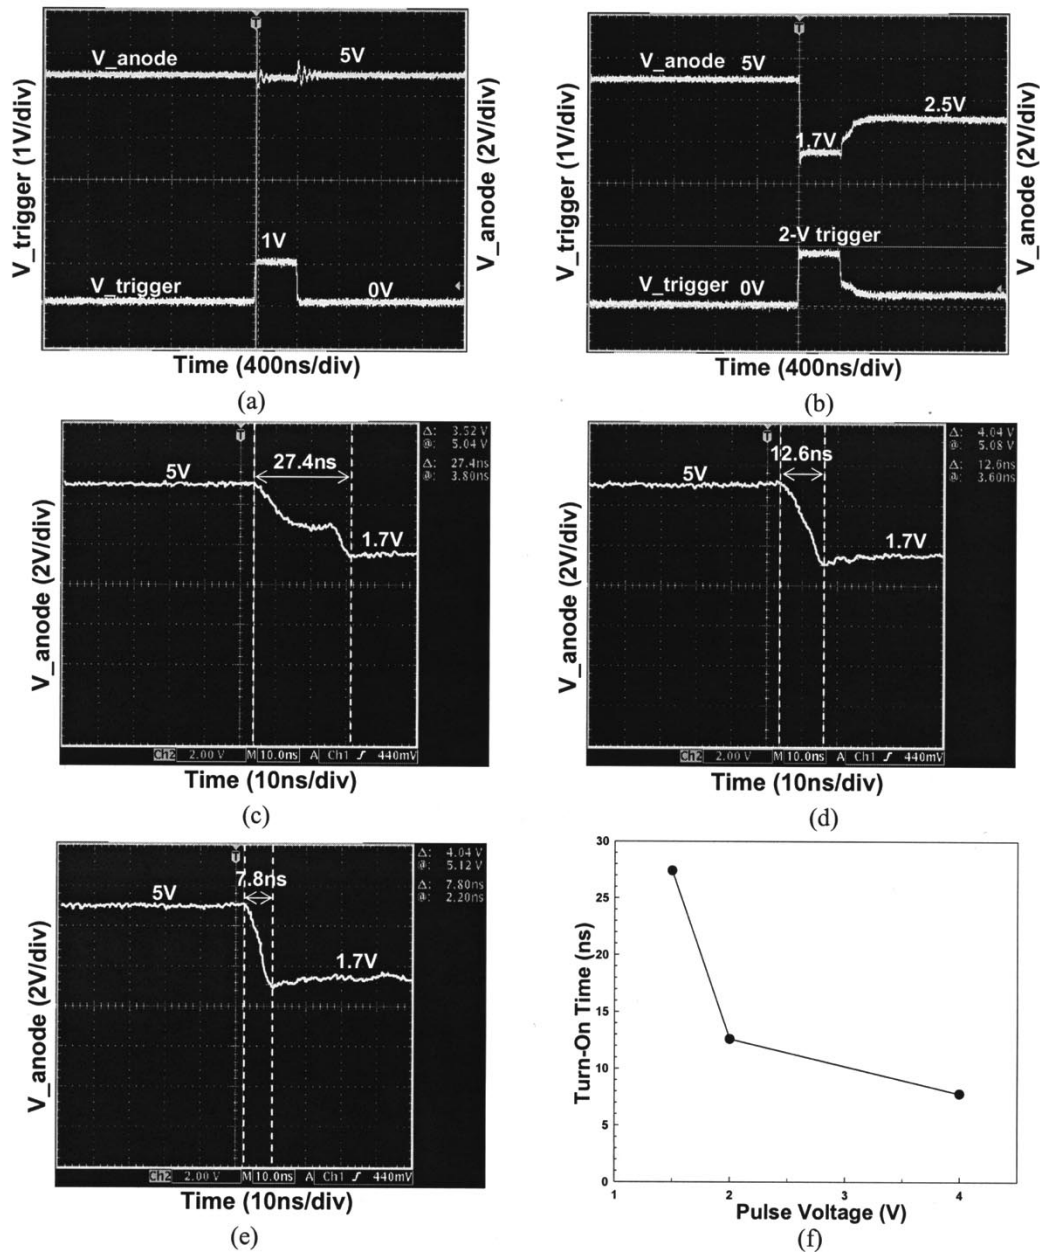 T
V_anode
5V
1V
V_trigger
0V
V_trigger (1V/div)
V_anode (2V/div)
Time (400ns/div)
(a)
T
V_anode 5V
2.5V
1.7V
2-V trigger
V_trigger 0V
V_trigger (1V/div)
V_anode (2V/div)
Time (400ns/div)
(b)
T
27.4ns
5V
1.7V
Δ: 3.52 V
@: 5.04 V
Δ: 27.4ns
@: 3.80ns
V_anode (2V/div)
Ch2 2.00 V M 10.0ns A Ch1 ∫ 440mV
Time (10ns/div)
(c)
T
12.6ns
5V
1.7V
Δ: 4.04 V
@: 5.08 V
Δ: 12.6ns
@: 3.60ns
V_anode (2V/div)
Ch2 2.00 V M 10.0ns A Ch1 ∫ 440mV
Time (10ns/div)
(d)
T
7.8ns
5V
1.7V
Δ: 4.04 V
@: 5.12 V
Δ: 7.80ns
@: 2.20ns
V_anode (2V/div)
Ch2 2.00 V M 10.0ns A Ch1 ∫ 440mV
Time (10ns/div)
(e)
30
25
20
15
10
5
0
Turn-On Time (ns)
1 2 3 4
Pulse Voltage (V)
(f)